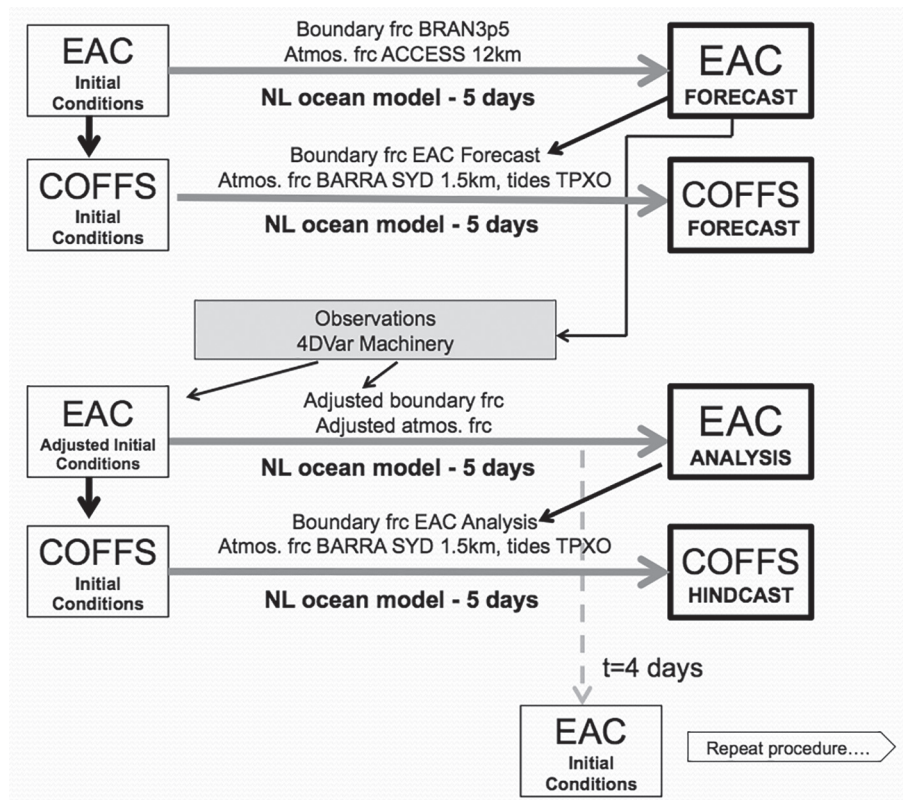 EAC
Initial
Conditions
Boundary frc BRAN3p5
Atmos. frc ACCESS 12km
NL ocean model - 5 days
EAC
FORECAST
COFFS
Initial
Conditions
Boundary frc EAC Forecast
Atmos. frc BARRA SYD 1.5km, tides TPXO
NL ocean model - 5 days
COFFS
FORECAST
Observations
4DVar Machinery
EAC
Adjusted Initial
Conditions
Adjusted boundary frc
Adjusted atmos. frc
NL ocean model - 5 days
EAC
ANALYSIS
COFFS
Initial
Conditions
Boundary frc EAC Analysis
Atmos. frc BARRA SYD 1.5km, tides TPXO
NL ocean model - 5 days
COFFS
HINDCAST
t=4 days
EAC
Initial
Conditions
Repeat procedure....